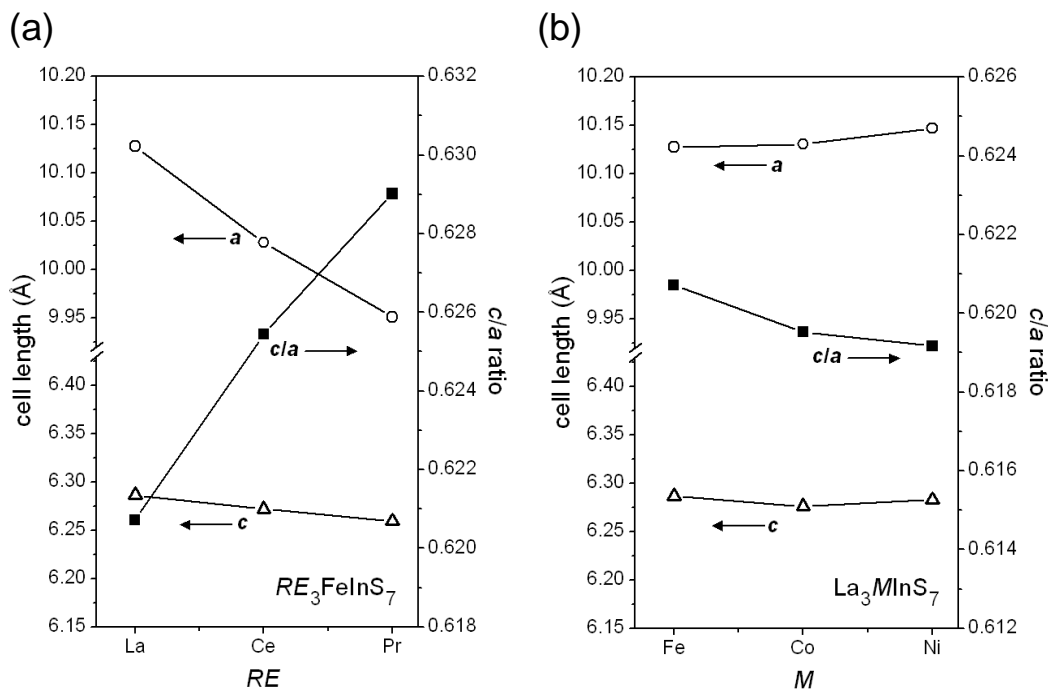 (a)
(b)
10.20
10.15
10.10
10.05
10.00
9.95
6.40
6.35
6.30
6.25
6.20
6.15
cell length (Å)
0.632
0.630
0.628
0.626
0.624
0.622
0.620
0.618
c/a ratio
a
c/a
c
RE₃FeInS₇
La
Ce
Pr
RE
10.20
10.15
10.10
10.05
10.00
9.95
6.40
6.35
6.30
6.25
6.20
6.15
cell length (Å)
0.626
0.624
0.622
0.620
0.618
0.616
0.614
0.612
c/a ratio
a
c/a
c
La₃MInS₇
Fe
Co
Ni
M